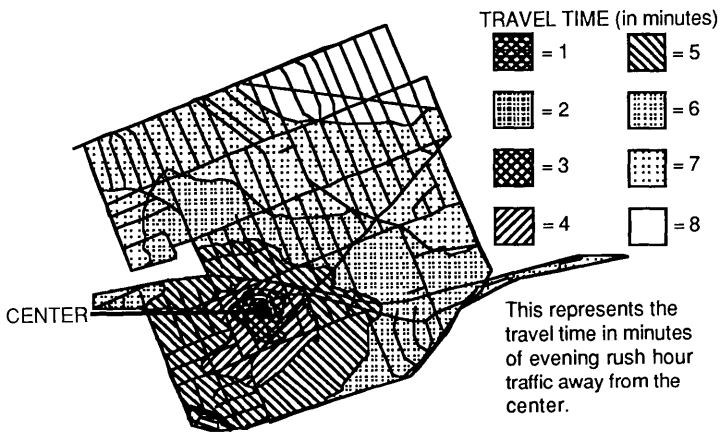 TRAVEL TIME (in minutes)
= 1
= 2
= 3
= 4
= 5
= 6
= 7
= 8
CENTER
This represents the
travel time in minutes
of evening rush hour
traffic away from the
center.